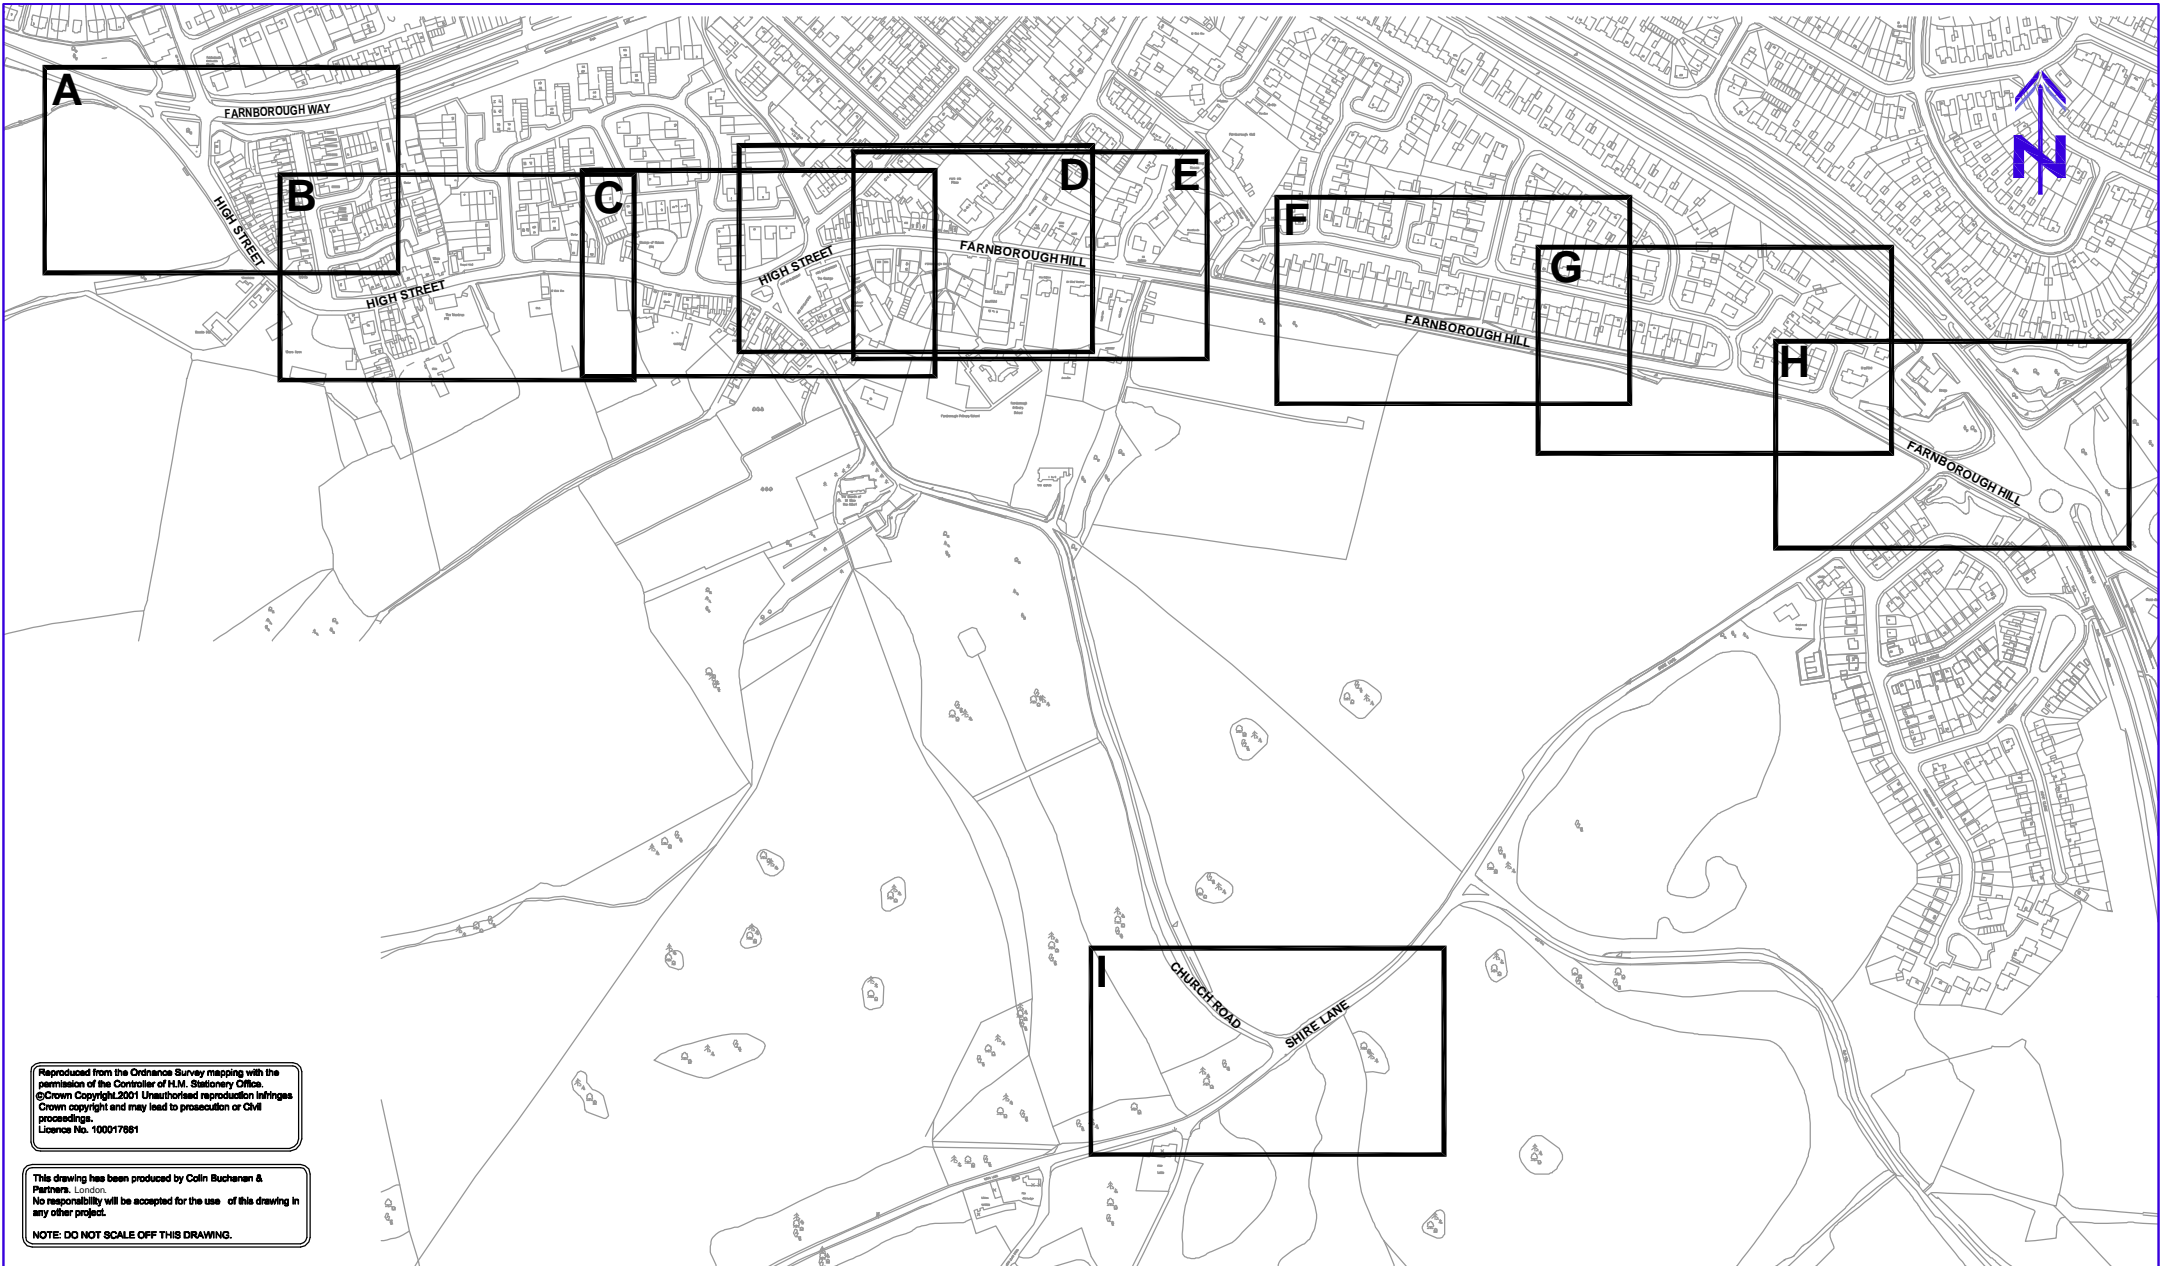 A
FARNBOROUGH WAY
HIGH STREET
B
HIGH STREET
C
D
E
HIGH STREET
FARNBOROUGH HILL
F
FARNBOROUGH HILL
G
H
FARNBOROUGH HILL
N
I
CHURCH ROAD
SHIRE LANE
Reproduced from the Ordnance Survey mapping with the
permission of the Controller of H.M. Stationery Office.
©Crown Copyright.2001 Unauthorised reproduction infringes
Crown copyright and may lead to prosecution or Civil
proceedings.
Licence No. 100017661
This drawing has been produced by Colin Buchanan &
Partners. London.
No responsibility will be accepted for the use of this drawing in
any other project.
NOTE: DO NOT SCALE OFF THIS DRAWING.